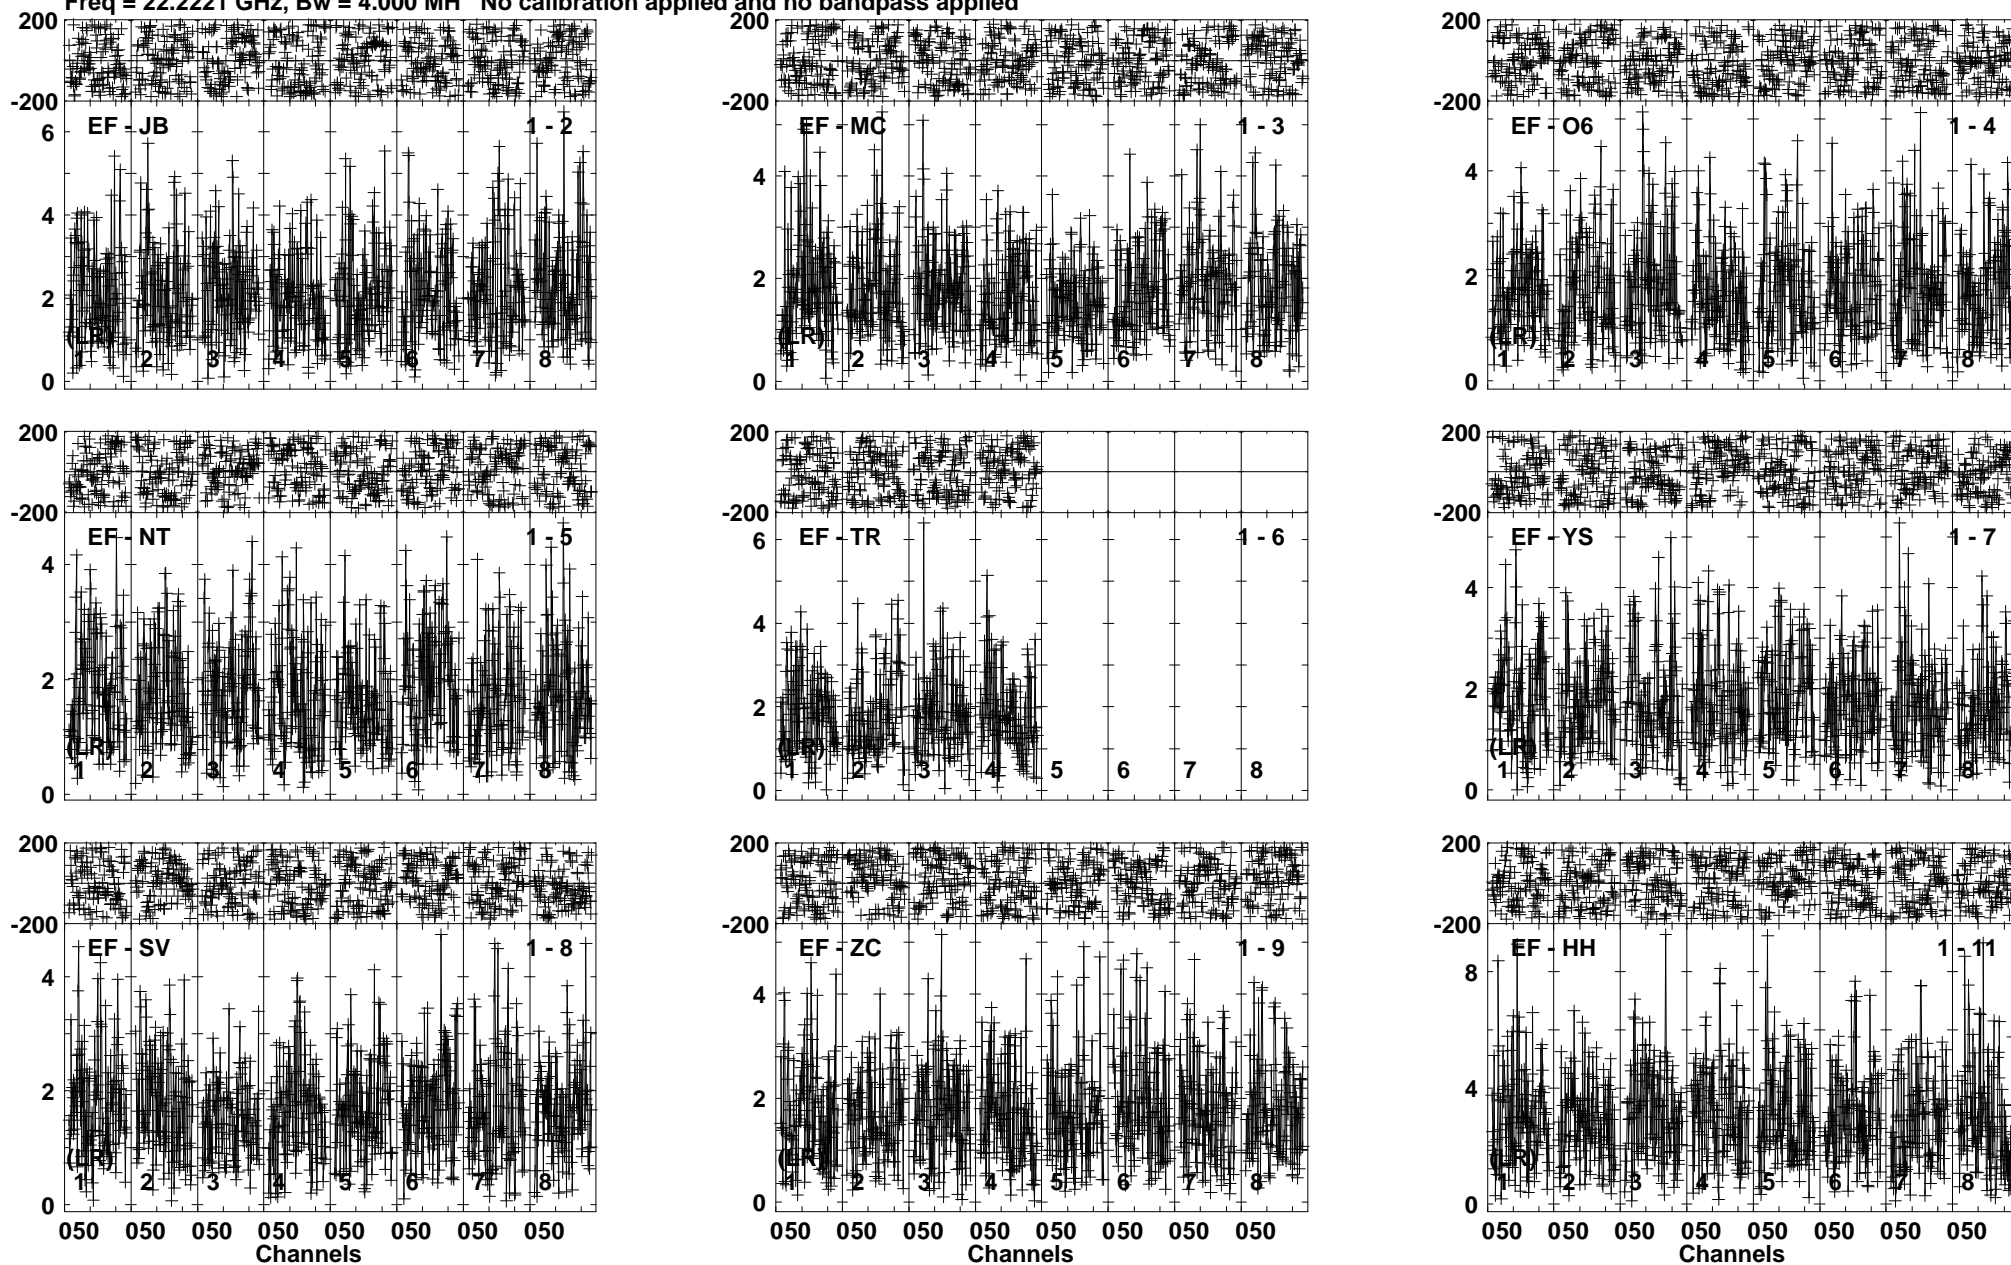 Freq = 22.2221 GHz, Bw = 4.000 MH No calibration applied and no bandpass applied
200 200 200
-200 -200 -200
EF - JB 1 - 2 EF - MC 1 - 3 EF - O6 1 - 4
6
4 4 4
2 2 2
(LR) (LR) (LR)
1 2 3 4 5 6 7 8 1 2 3 4 5 6 7 8 1 2 3 4 5 6 7 8
0 0 0
200 200 200
-200 -200 -200
EF - NT 1 - 5 EF - TR 1 - 6 EF - YS 1 - 7
6
4 4 4
2 2 2
(LR) (LR) (LR)
1 2 3 4 5 6 7 8 1 2 3 4 5 6 7 8 1 2 3 4 5 6 7 8
0 0 0
200 200 200
-200 -200 -200
EF - SV 1 - 8 EF - ZC 1 - 9 EF - HH 1 - 11
4 4 8
2 2 4
(LR) (LR) (LR)
1 2 3 4 5 6 7 8 1 2 3 4 5 6 7 8 1 2 3 4 5 6 7 8
0 0 0
050 050 050 050 050 050 050 050 050 050 050 050 050 050 050 050 050 050 050 050 050 050 050 050
Channels Channels Channels